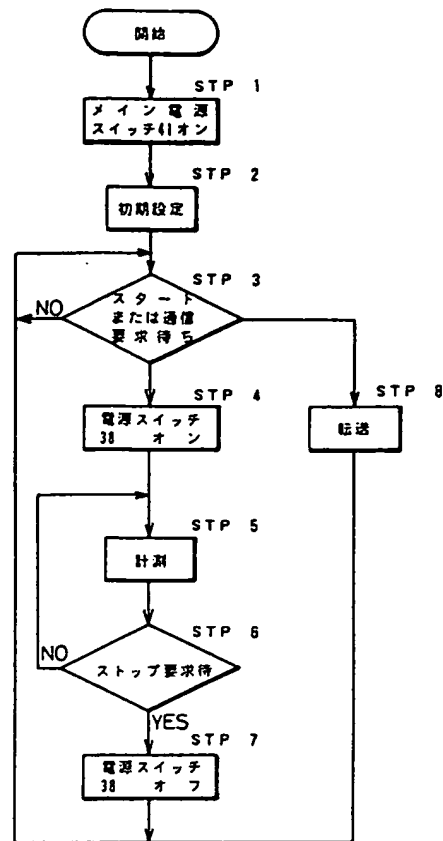 開始
STP 1
メイン電源
スイッチ41オン
STP 2
初期設定
STP 3
NO
スタート
または通信
要求待ち
STP 4
電源スイッチ
38 オン
STP 8
転送
STP 5
計測
STP 6
NO
ストップ要求待
YES
STP 7
電源スイッチ
38 オフ